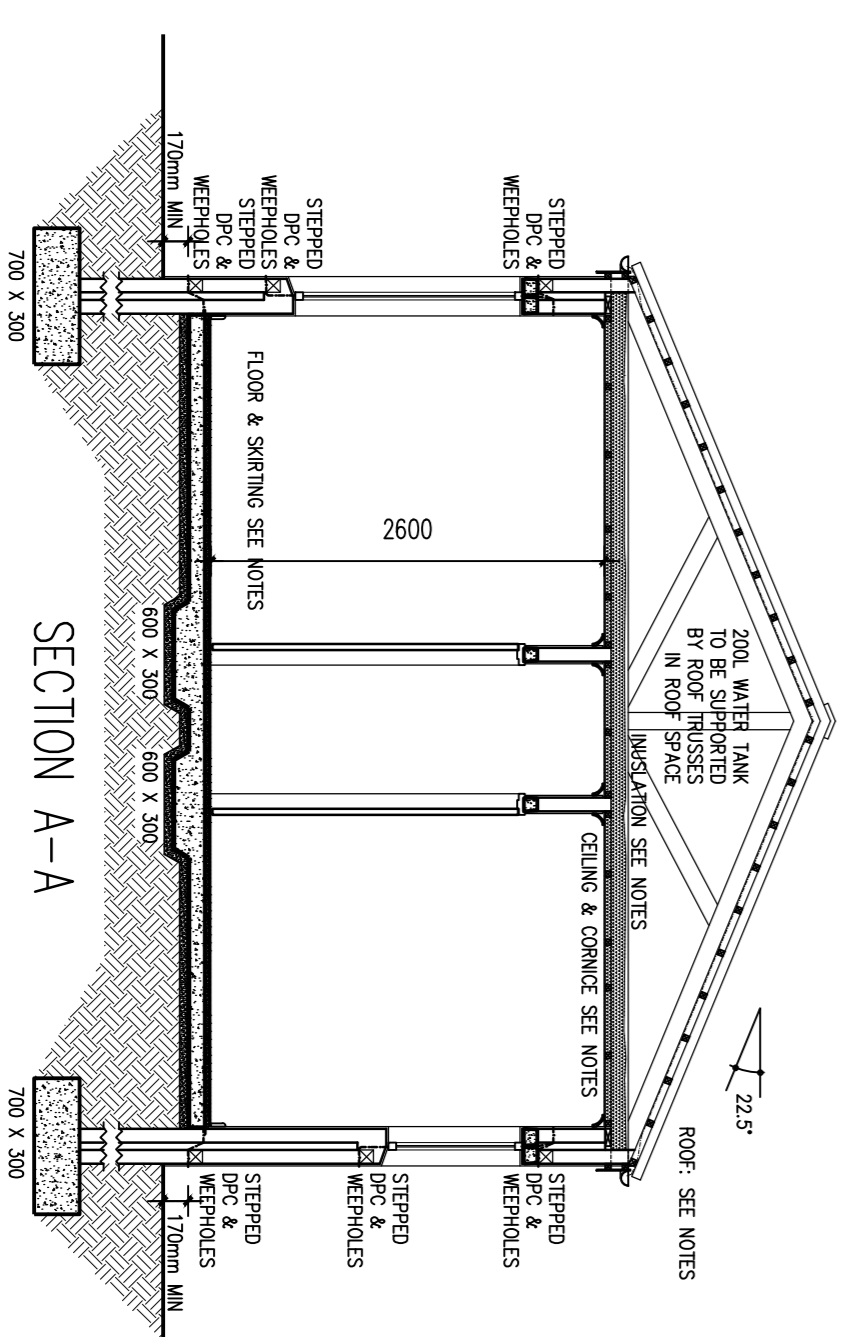 22.5°
ROOF: SEE NOTES
200L WATER TANK
TO BE SUPPORTED
BY ROOF TRUSSES
IN ROOF SPACE
INUSLATION SEE NOTES
CEILING & CORNICE SEE NOTES
STEPPED
DPC &
WEEPHOLES
STEPPED
DPC &
WEEPHOLES
2600
STEPPED
DPC &
WEEPHOLES
STEPPED
DPC &
WEEPHOLES
FLOOR & SKIRTING SEE NOTES
STEPPED
DPC &
WEEPHOLES
STEPPED
DPC &
WEEPHOLES
170mm MIN
600 X 300
600 X 300
170mm MIN
700 X 300
700 X 300
SECTION A-A